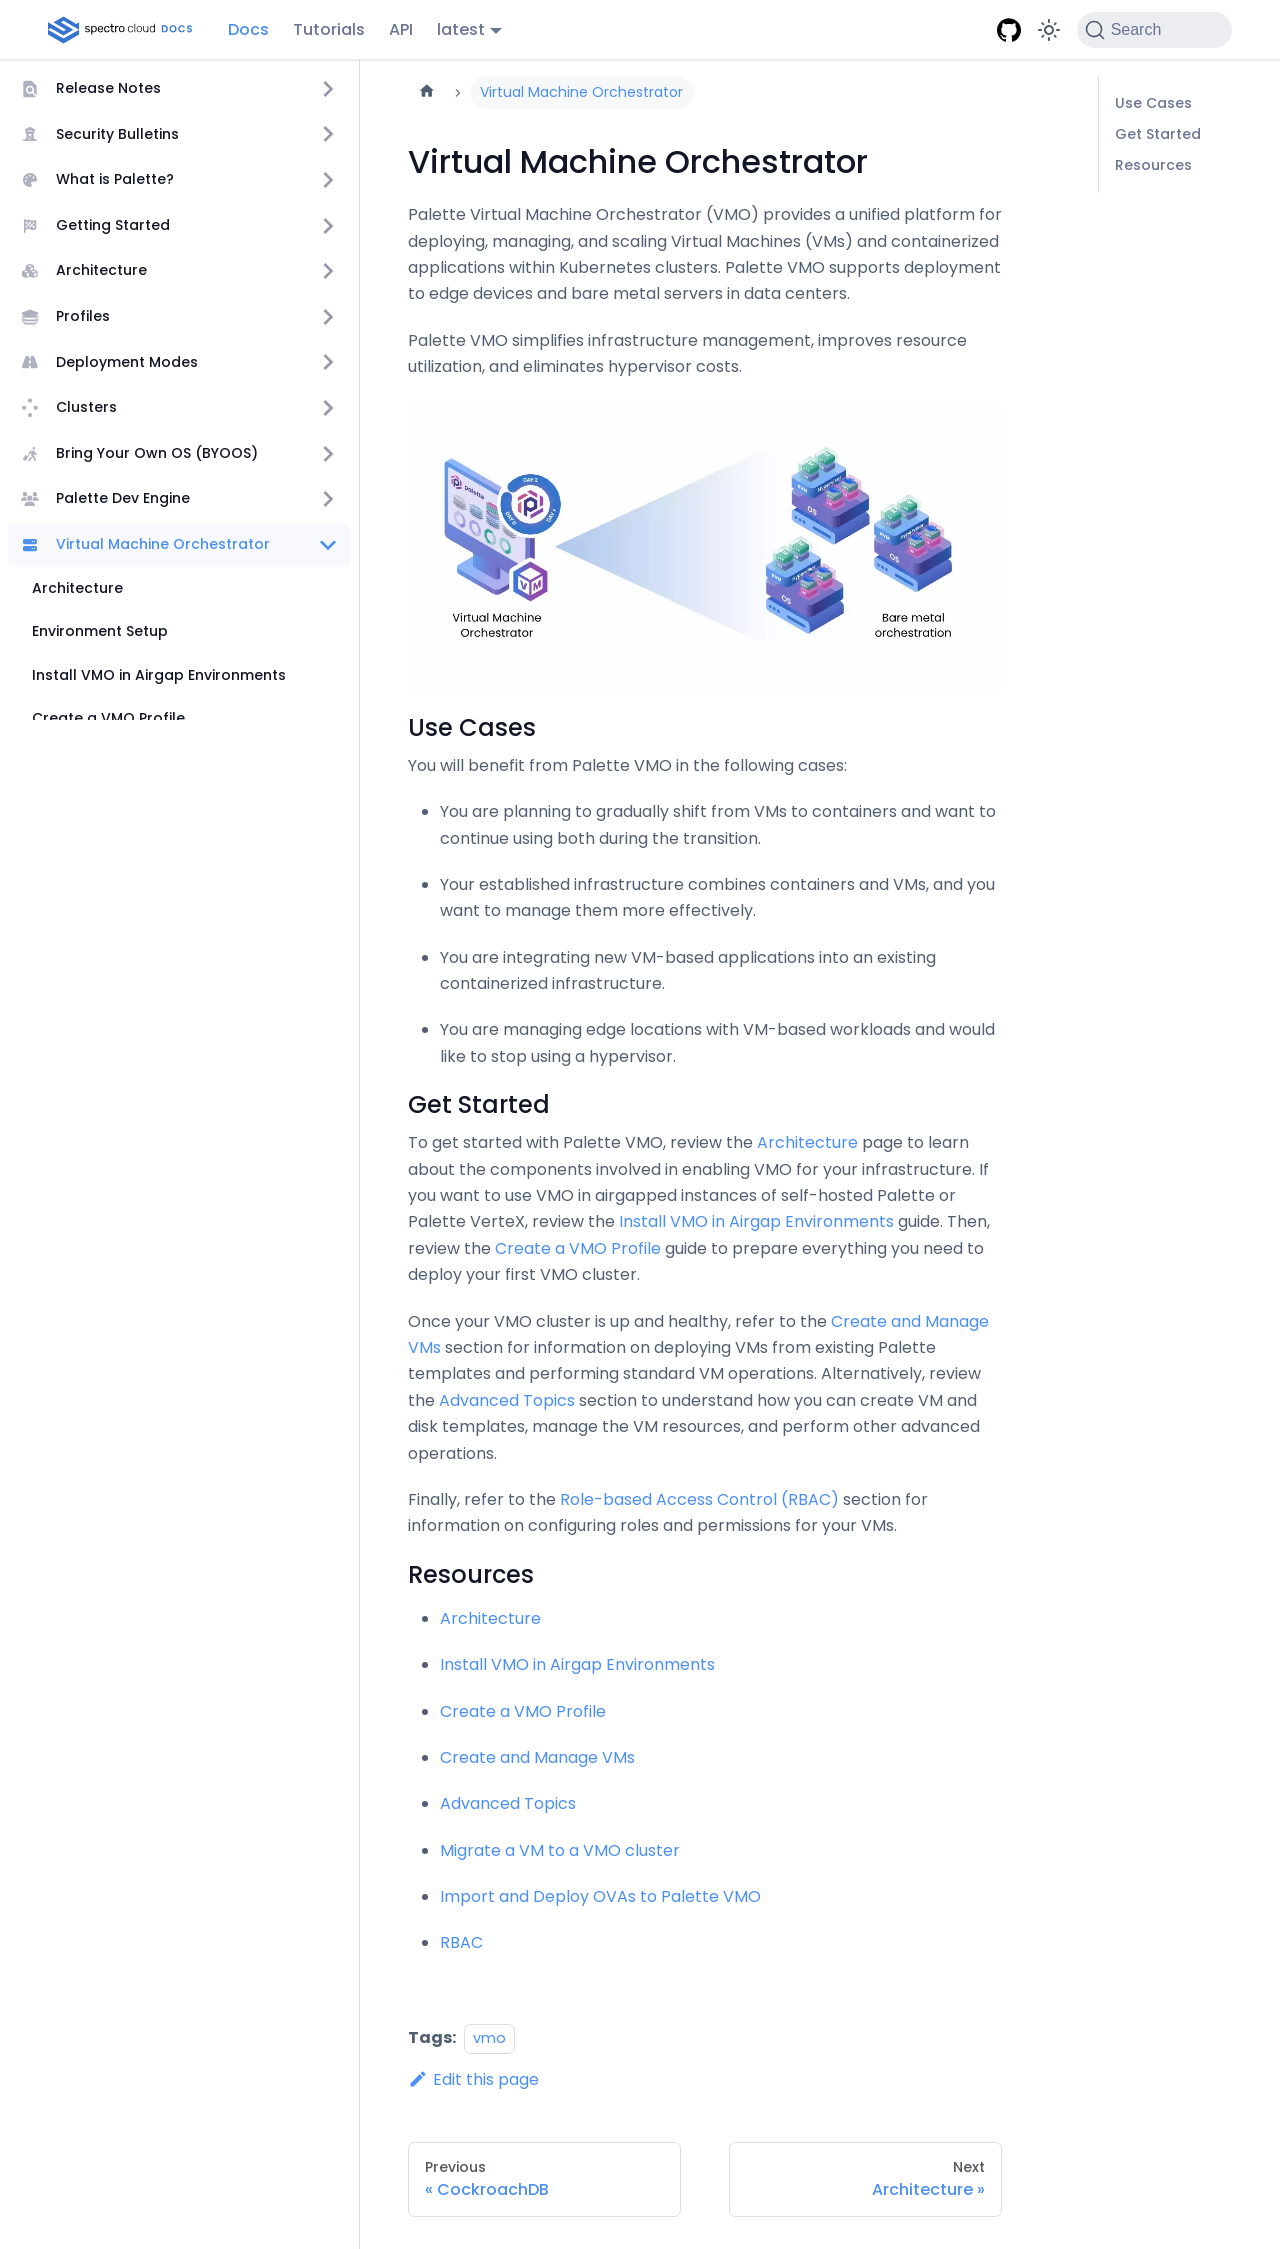 spectro cloud DOCS
Docs
Tutorials
API
latest
Search
Release Notes
Security Bulletins
What is Palette?
Getting Started
Architecture
Profiles
Deployment Modes
Clusters
Bring Your Own OS (BYOOS)
Palette Dev Engine
Virtual Machine Orchestrator
Architecture
Environment Setup
Install VMO in Airgap Environments
Create a VMO Profile
Virtual Machine Orchestrator
Virtual Machine Orchestrator
Palette Virtual Machine Orchestrator (VMO) provides a unified platform for
deploying, managing, and scaling Virtual Machines (VMs) and containerized
applications within Kubernetes clusters. Palette VMO supports deployment
to edge devices and bare metal servers in data centers.
Palette VMO simplifies infrastructure management, improves resource
utilization, and eliminates hypervisor costs.
palette
DAY 2
DAY 0
DAY 1
VM
Virtual Machine
Orchestrator
OS
OS
OS
Bare metal
orchestration
Use Cases
You will benefit from Palette VMO in the following cases:
You are planning to gradually shift from VMs to containers and want to
continue using both during the transition.
Your established infrastructure combines containers and VMs, and you
want to manage them more effectively.
You are integrating new VM-based applications into an existing
containerized infrastructure.
You are managing edge locations with VM-based workloads and would
like to stop using a hypervisor.
Get Started
To get started with Palette VMO, review the Architecture page to learn
about the components involved in enabling VMO for your infrastructure. If
you want to use VMO in airgapped instances of self-hosted Palette or
Palette VerteX, review the Install VMO in Airgap Environments guide. Then,
review the Create a VMO Profile guide to prepare everything you need to
deploy your first VMO cluster.
Once your VMO cluster is up and healthy, refer to the Create and Manage
VMs section for information on deploying VMs from existing Palette
templates and performing standard VM operations. Alternatively, review
the Advanced Topics section to understand how you can create VM and
disk templates, manage the VM resources, and perform other advanced
operations.
Finally, refer to the Role-based Access Control (RBAC) section for
information on configuring roles and permissions for your VMs.
Resources
Architecture
Install VMO in Airgap Environments
Create a VMO Profile
Create and Manage VMs
Advanced Topics
Migrate a VM to a VMO cluster
Import and Deploy OVAs to Palette VMO
RBAC
Tags: vmo
Edit this page
Previous
« CockroachDB
Next
Architecture »
Use Cases
Get Started
Resources